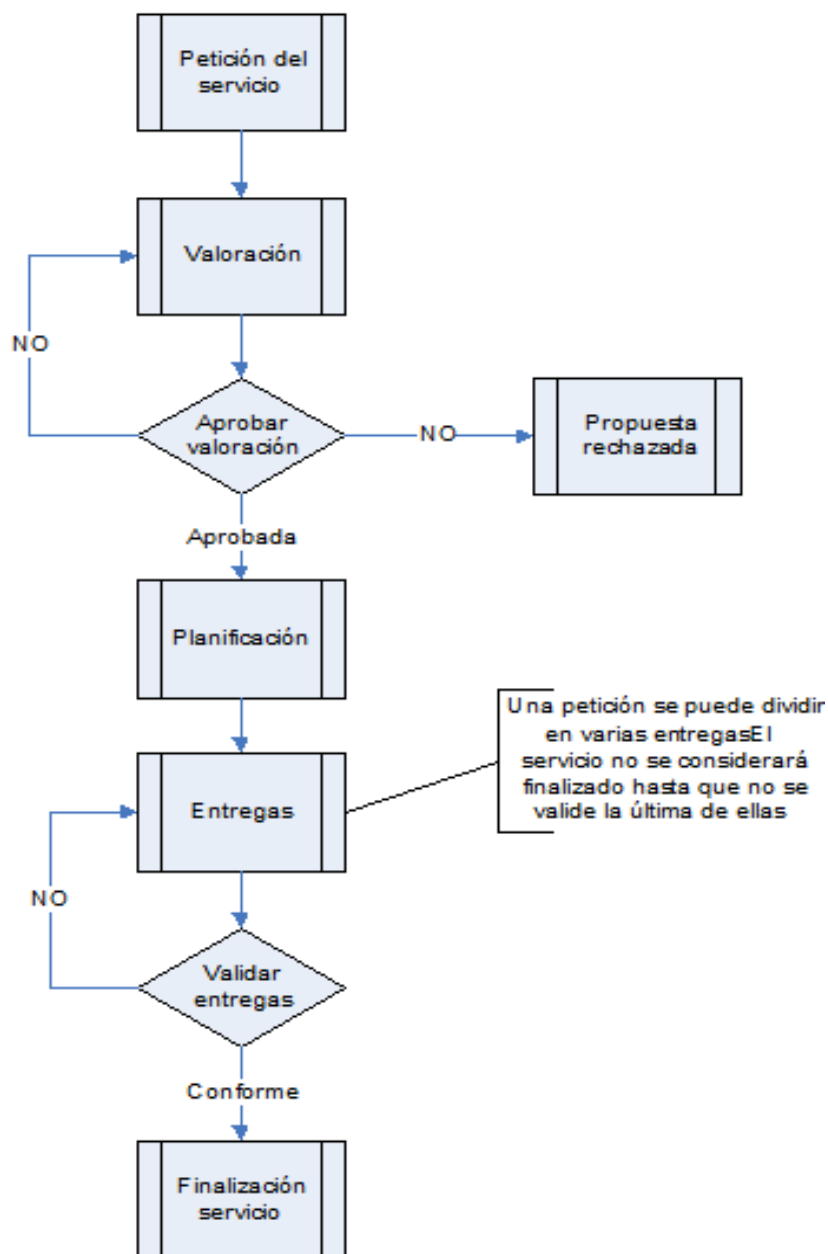 Petición del
servicio
Valoración
NO
Aprobar
valoración
NO
Propuesta
rechazada
Aprobada
Planificación
Una petición se puede dividir
en varias entregasEl
servicio no se considerará
finalizado hasta que no se
valide la última de ellas
Entregas
NO
Validar
entregas
Conforme
Finalización
servicio